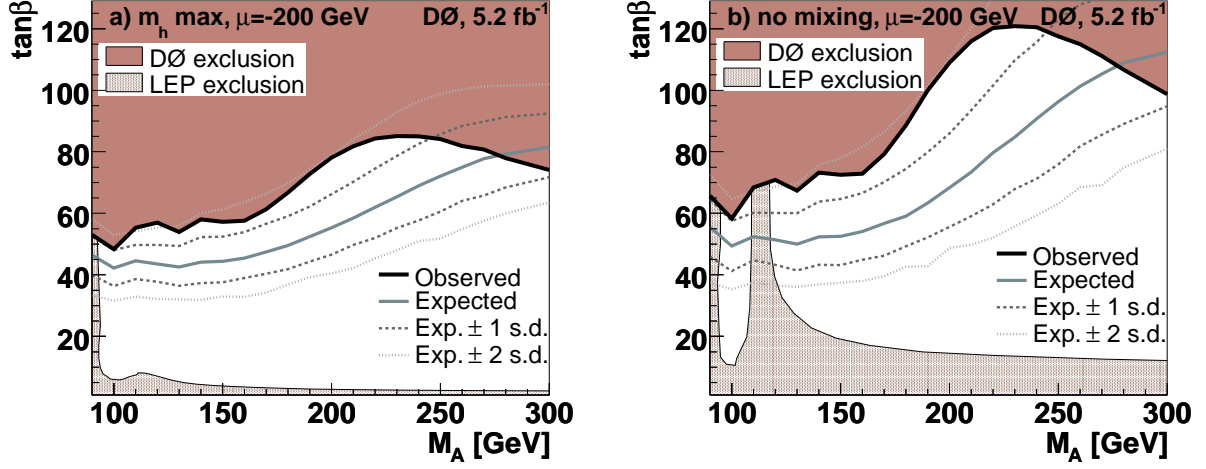 a) mh max, μ=-200 GeV DØ, 5.2 fb-1
DØ exclusion
LEP exclusion
tanβ
120
100
80
60
40
20
Observed
Expected
Exp. ± 1 s.d.
Exp. ± 2 s.d.
100 150 200 250 300
MA [GeV]
b) no mixing, μ=-200 GeV DØ, 5.2 fb-1
DØ exclusion
LEP exclusion
tanβ
120
100
80
60
40
20
Observed
Expected
Exp. ± 1 s.d.
Exp. ± 2 s.d.
100 150 200 250 300
MA [GeV]